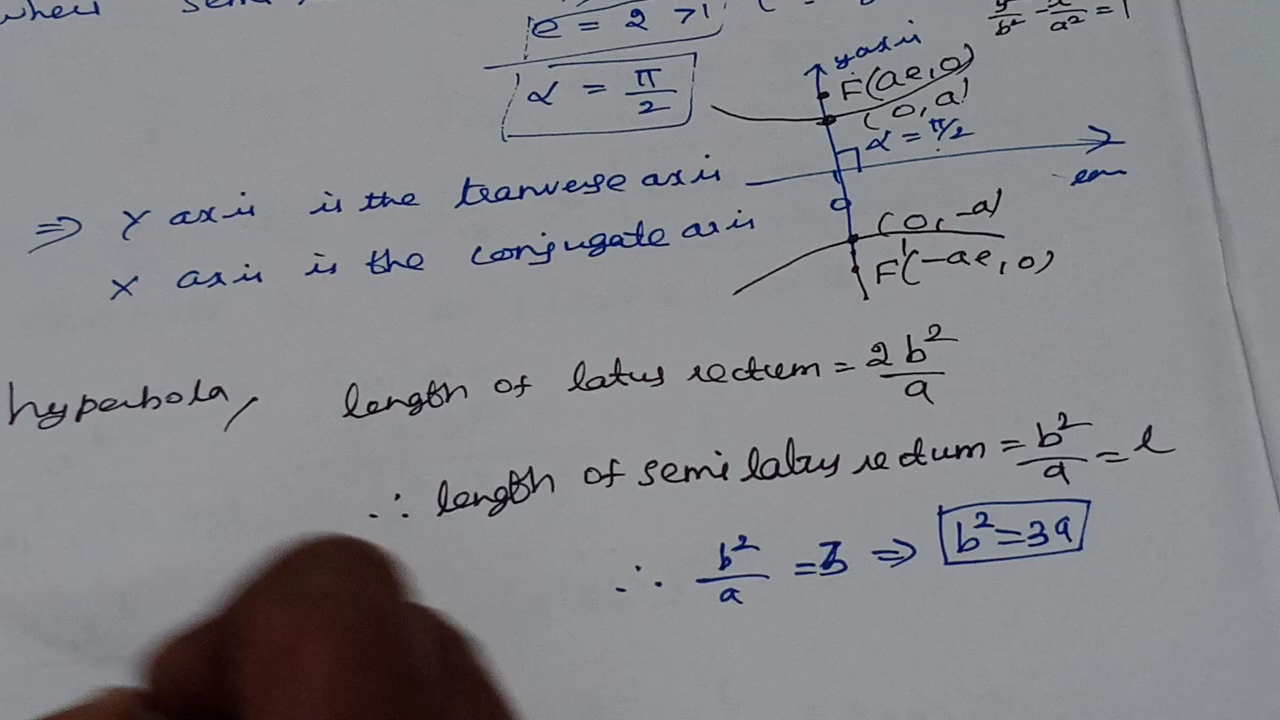 when
e = 2 >1
α = π/2
y axis
F(ae, 0)
(0, a)
α = π/2
⇒ Y axis is the tranverse axis
X axis is the conjugate axis
(0, -a)
F'(-ae, 0)
hyperbola, length of latus rectum = 2b²/a
∴ length of semi latus rectum = b²/a = l
∴ b²/a = 3 ⇒ b² = 3a